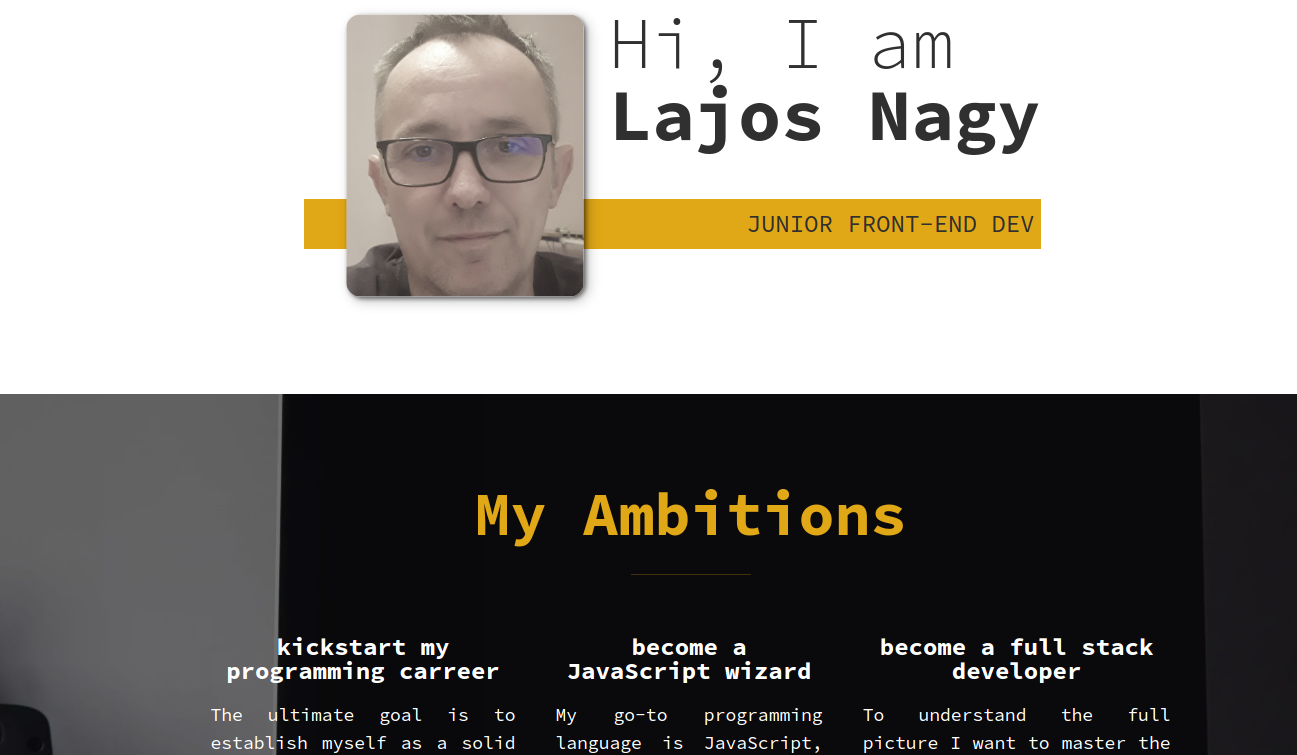 Hi, I am
Lajos Nagy
JUNIOR FRONT-END DEV
My Ambitions
kickstart my
programming carreer
The ultimate goal is to
establish myself as a solid
become a
JavaScript wizard
My go-to programming
language is JavaScript,
become a full stack
developer
To understand the full
picture I want to master the